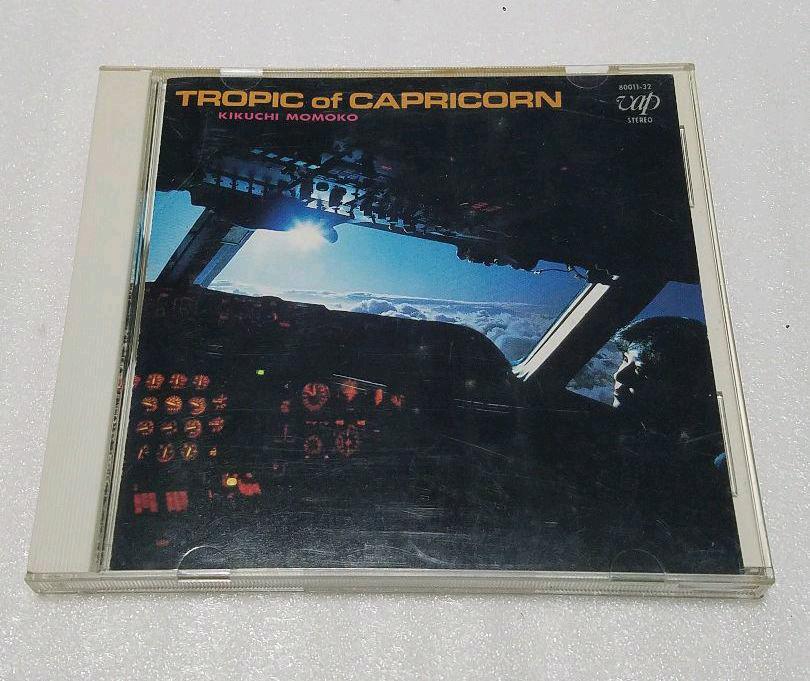 TROPIC of CAPRICORN
KIKUCHI MOMOKO
80011-32
vap
STEREO